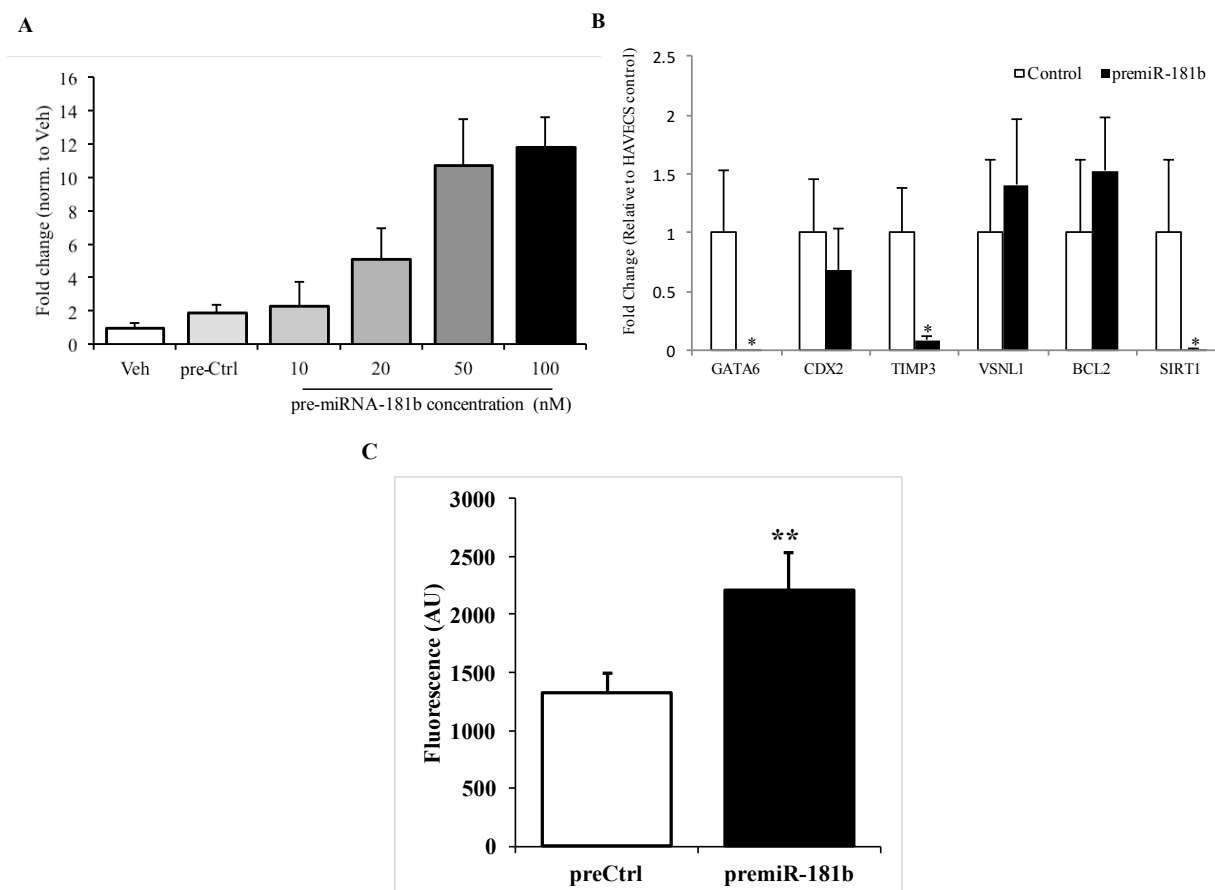 A
Fold change (norm. to Veh)
16
14
12
10
8
6
4
2
0
Veh pre-Ctrl 10 20 50 100
pre-miRNA-181b concentration (nM)
B
Fold Change (Relative to HAVECS control)
2.5
2
1.5
1
0.5
0
Control premiR-181b
* * *
GATA6 CDX2 TIMP3 VSNL1 BCL2 SIRT1
C
Fluorescence (AU)
3000
2500
2000
1500
1000
500
0
**
preCtrl premiR-181b